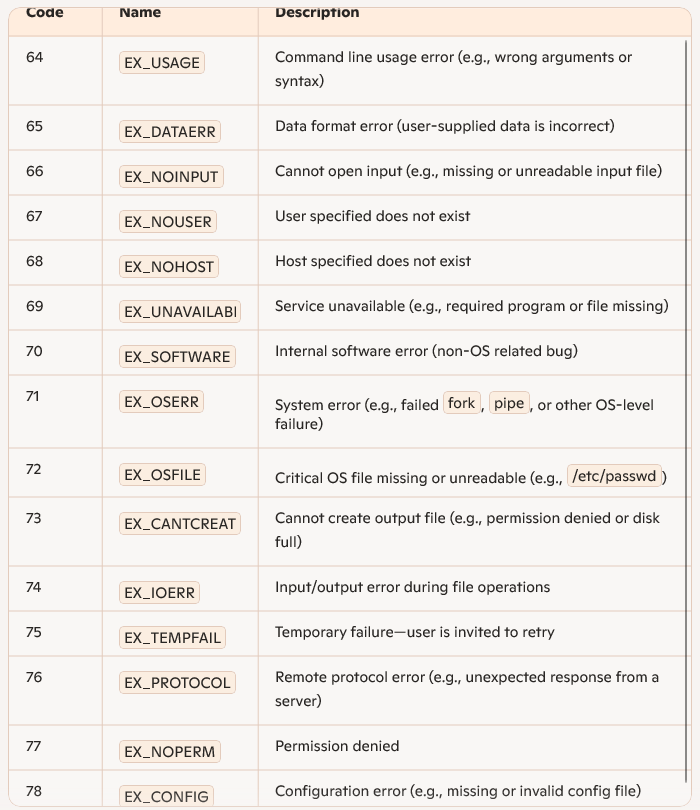 Code Name Description
64 EX_USAGE Command line usage error (e.g., wrong arguments or
syntax)
65 EX_DATAERR Data format error (user-supplied data is incorrect)
66 EX_NOINPUT Cannot open input (e.g., missing or unreadable input file)
67 EX_NOUSER User specified does not exist
68 EX_NOHOST Host specified does not exist
69 EX_UNAVAILABI Service unavailable (e.g., required program or file missing)
70 EX_SOFTWARE Internal software error (non-OS related bug)
71 EX_OSERR System error (e.g., failed fork, pipe, or other OS-level
failure)
72 EX_OSFILE Critical OS file missing or unreadable (e.g., /etc/passwd)
73 EX_CANTCREAT Cannot create output file (e.g., permission denied or disk
full)
74 EX_IOERR Input/output error during file operations
75 EX_TEMPFAIL Temporary failure—user is invited to retry
76 EX_PROTOCOL Remote protocol error (e.g., unexpected response from a
server)
77 EX_NOPERM Permission denied
78 EX_CONFIG Configuration error (e.g., missing or invalid config file)